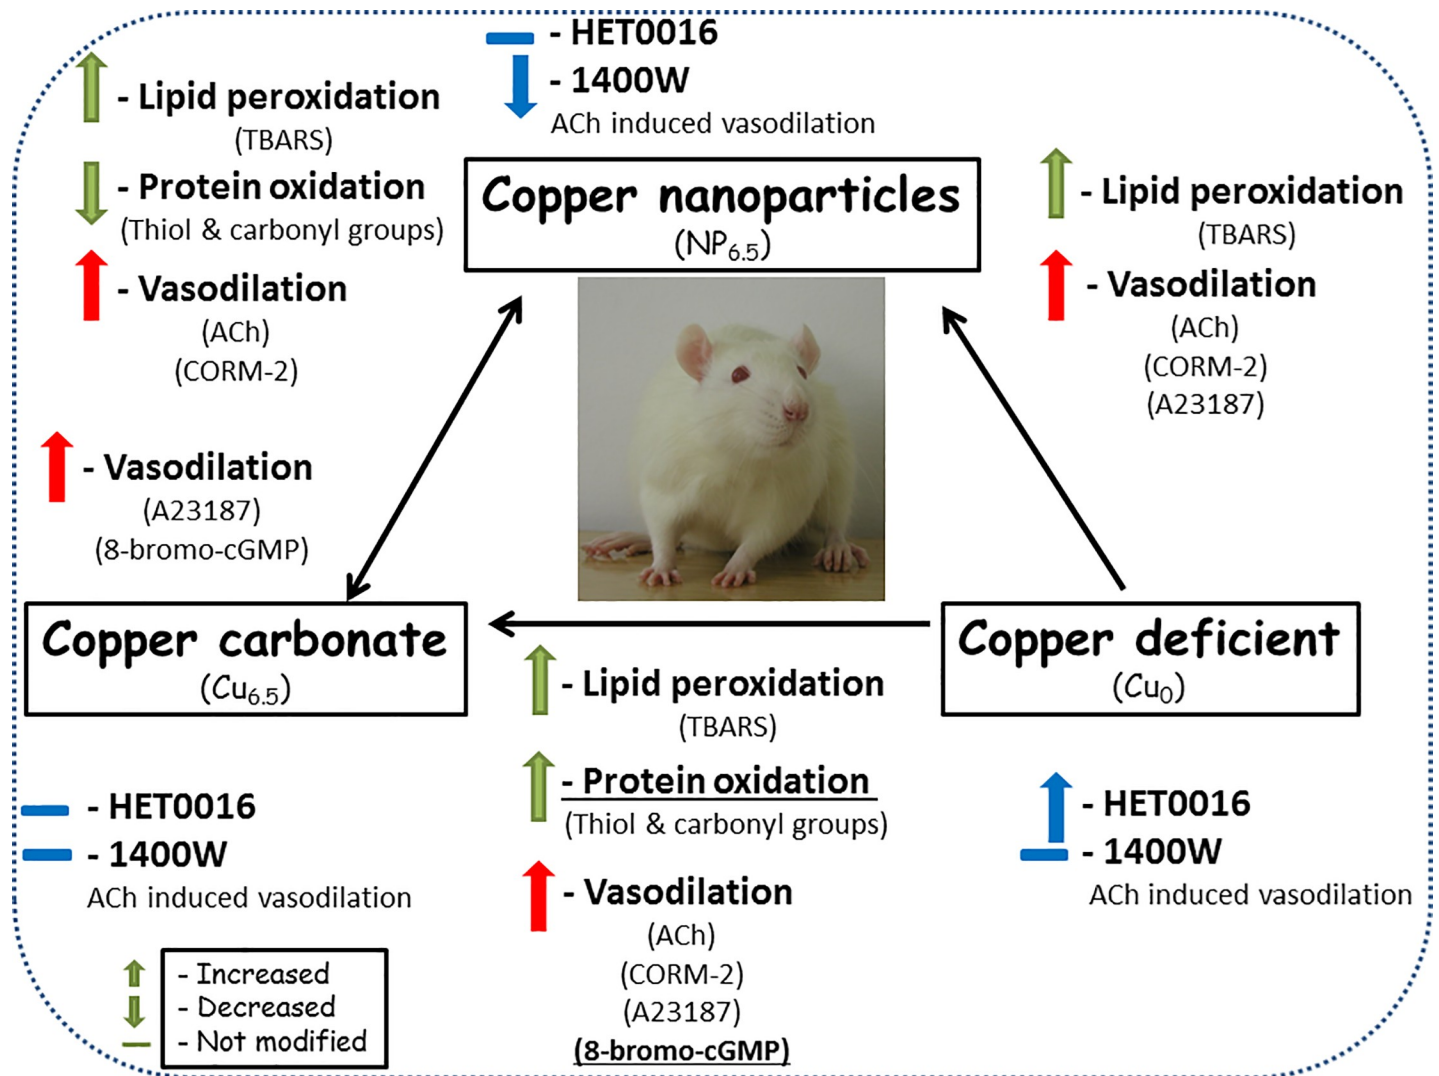 - HET0016
- 1400W
ACh induced vasodilation
- Lipid peroxidation
(TBARS)
- Protein oxidation
(Thiol & carbonyl groups)
- Vasodilation
(ACh)
(CORM-2)
Copper nanoparticles
(NP6.5)
- Lipid peroxidation
(TBARS)
- Vasodilation
(ACh)
(CORM-2)
(A23187)
- Vasodilation
(A23187)
(8-bromo-cGMP)
Copper carbonate
(Cu6.5)
Copper deficient
(Cu0)
- Lipid peroxidation
(TBARS)
- Protein oxidation
(Thiol & carbonyl groups)
- Vasodilation
(ACh)
(CORM-2)
(A23187)
(8-bromo-cGMP)
- HET0016
- 1400W
ACh induced vasodilation
- HET0016
- 1400W
ACh induced vasodilation
- Increased
- Decreased
- Not modified